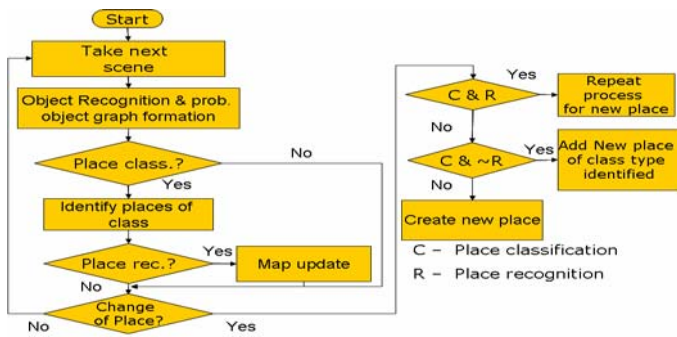 Start
Take next
scene
Object Recognition & prob.
object graph formation
Place class.?
No
Yes
Identify places of
class
Place rec.?
Yes
Map update
No
Change
of Place?
No
Yes
C & R
Yes
Repeat
process
for new place
No
C & ~R
Yes
Add New place
of class type
identified
No
Create new place
C – Place classification
R – Place recognition